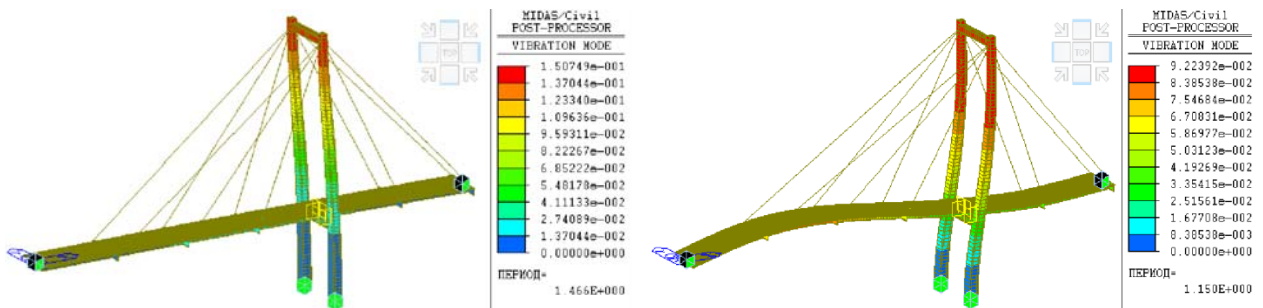 TOP
MIDAS/Civil
POST-PROCESSOR
VIBRATION MODE
1.50749e-001
1.37044e-001
1.23340e-001
1.09636e-001
9.59311e-002
8.22267e-002
6.85222e-002
5.48178e-002
4.11133e-002
2.74089e-002
1.37044e-002
0.00000e+000
ПЕРИОД=
1.466E+000
TOP
MIDAS/Civil
POST-PROCESSOR
VIBRATION MODE
9.22392e-002
8.38538e-002
7.54684e-002
6.70831e-002
5.86977e-002
5.03123e-002
4.19269e-002
3.35415e-002
2.51561e-002
1.67708e-002
8.38538e-003
0.00000e+000
ПЕРИОД=
1.150E+000